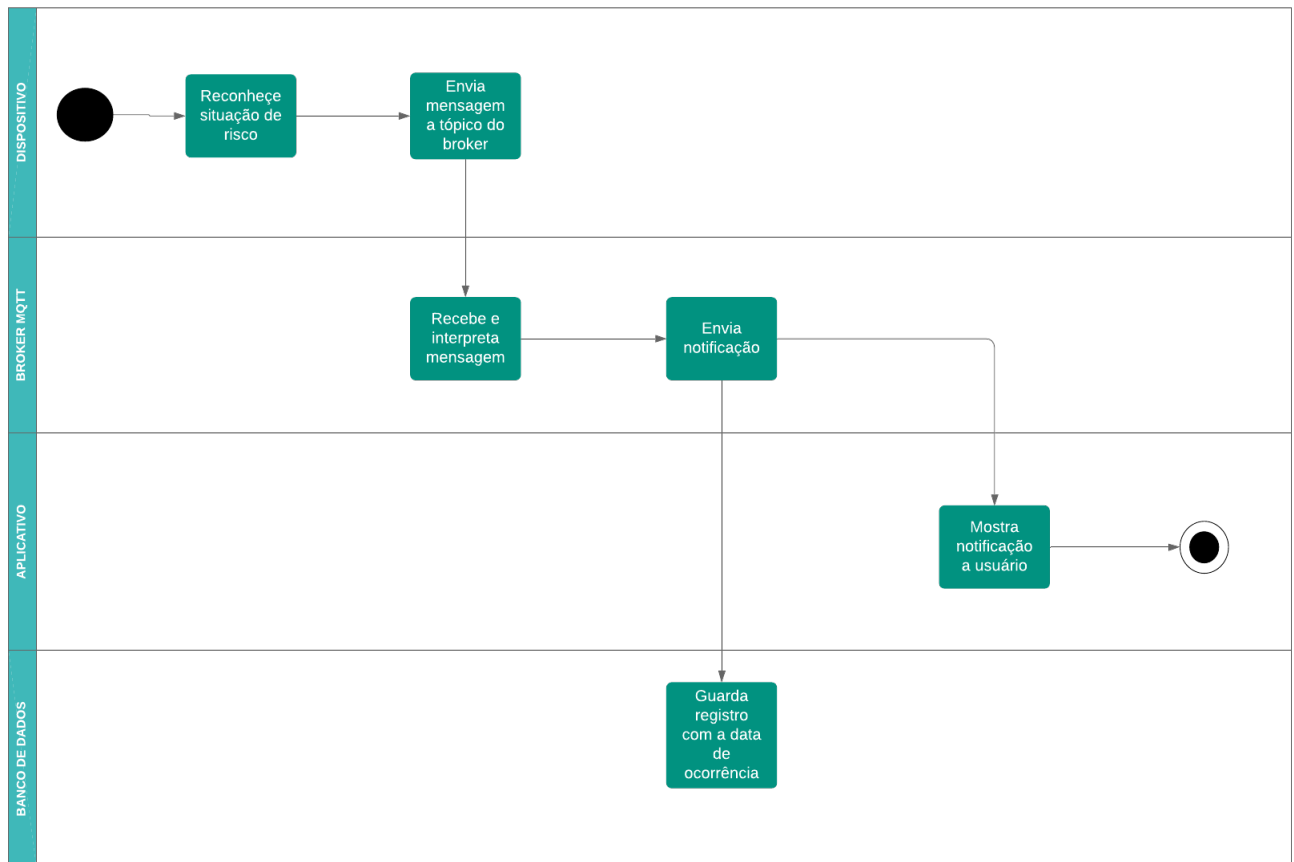 DISPOSITIVO
Reconheçe
situação de
risco
Envia
mensagem
a tópico do
broker
BROKER MQTT
Recebe e
interpreta
mensagem
Envia
notificação
APLICATIVO
Mostra
notificação
a usuário
BANCO DE DADOS
Guarda
registro
com a data
de
ocorrência